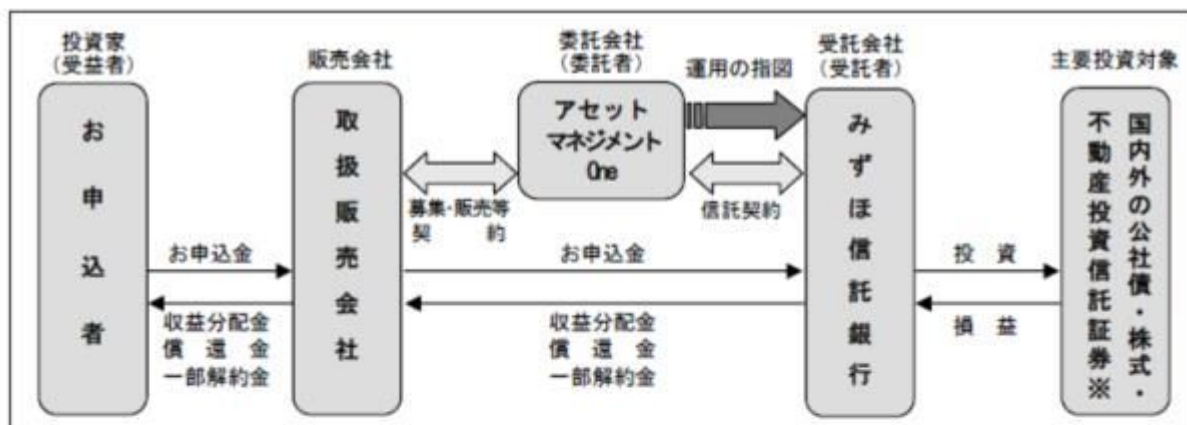 投資家
（受益者）
お申込者
販売会社
取扱販売会社
委託会社
（委託者）
アセット
マネジメント
One
運用の指図
受託会社
（受託者）
みずほ信託銀行
主要投資対象
国内外の公社債・株式・
不動産投資信託証券※
募集・販売等
契　約
信託契約
お申込金
収益分配金
償　還　金
一部解約金
お申込金
収益分配金
償　還　金
一部解約金
投　資
損　益